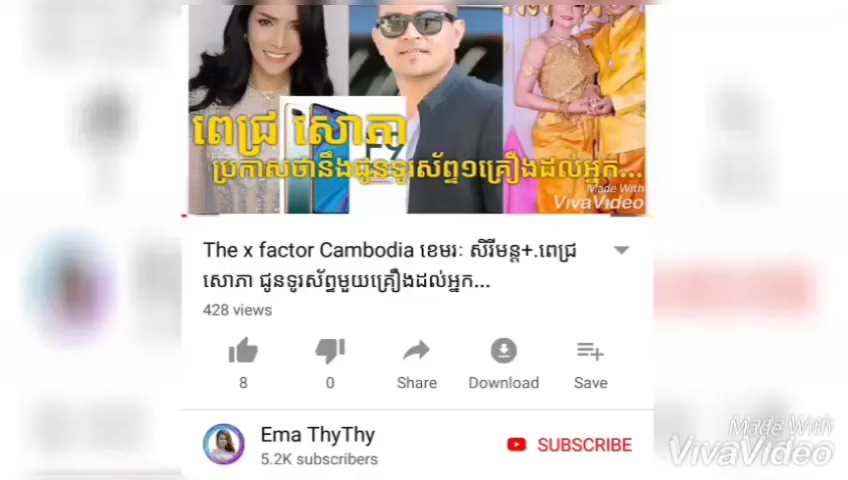 ពេជ្រ សោភា
ប្រកាសថានឹងជូនទូរស័ព្ទ១គ្រឿងដល់អ្នក...
Made With
VivaVideo
The x factor Cambodia ខេមរៈ សិរីមន្ត+.ពេជ្រ
សោភា ជូនទូរស័ព្ទមួយគ្រឿងដល់អ្នក...
428 views
8
0
Share
Download
Save
Ema ThyThy
5.2K subscribers
SUBSCRIBE
Made With
VivaVideo